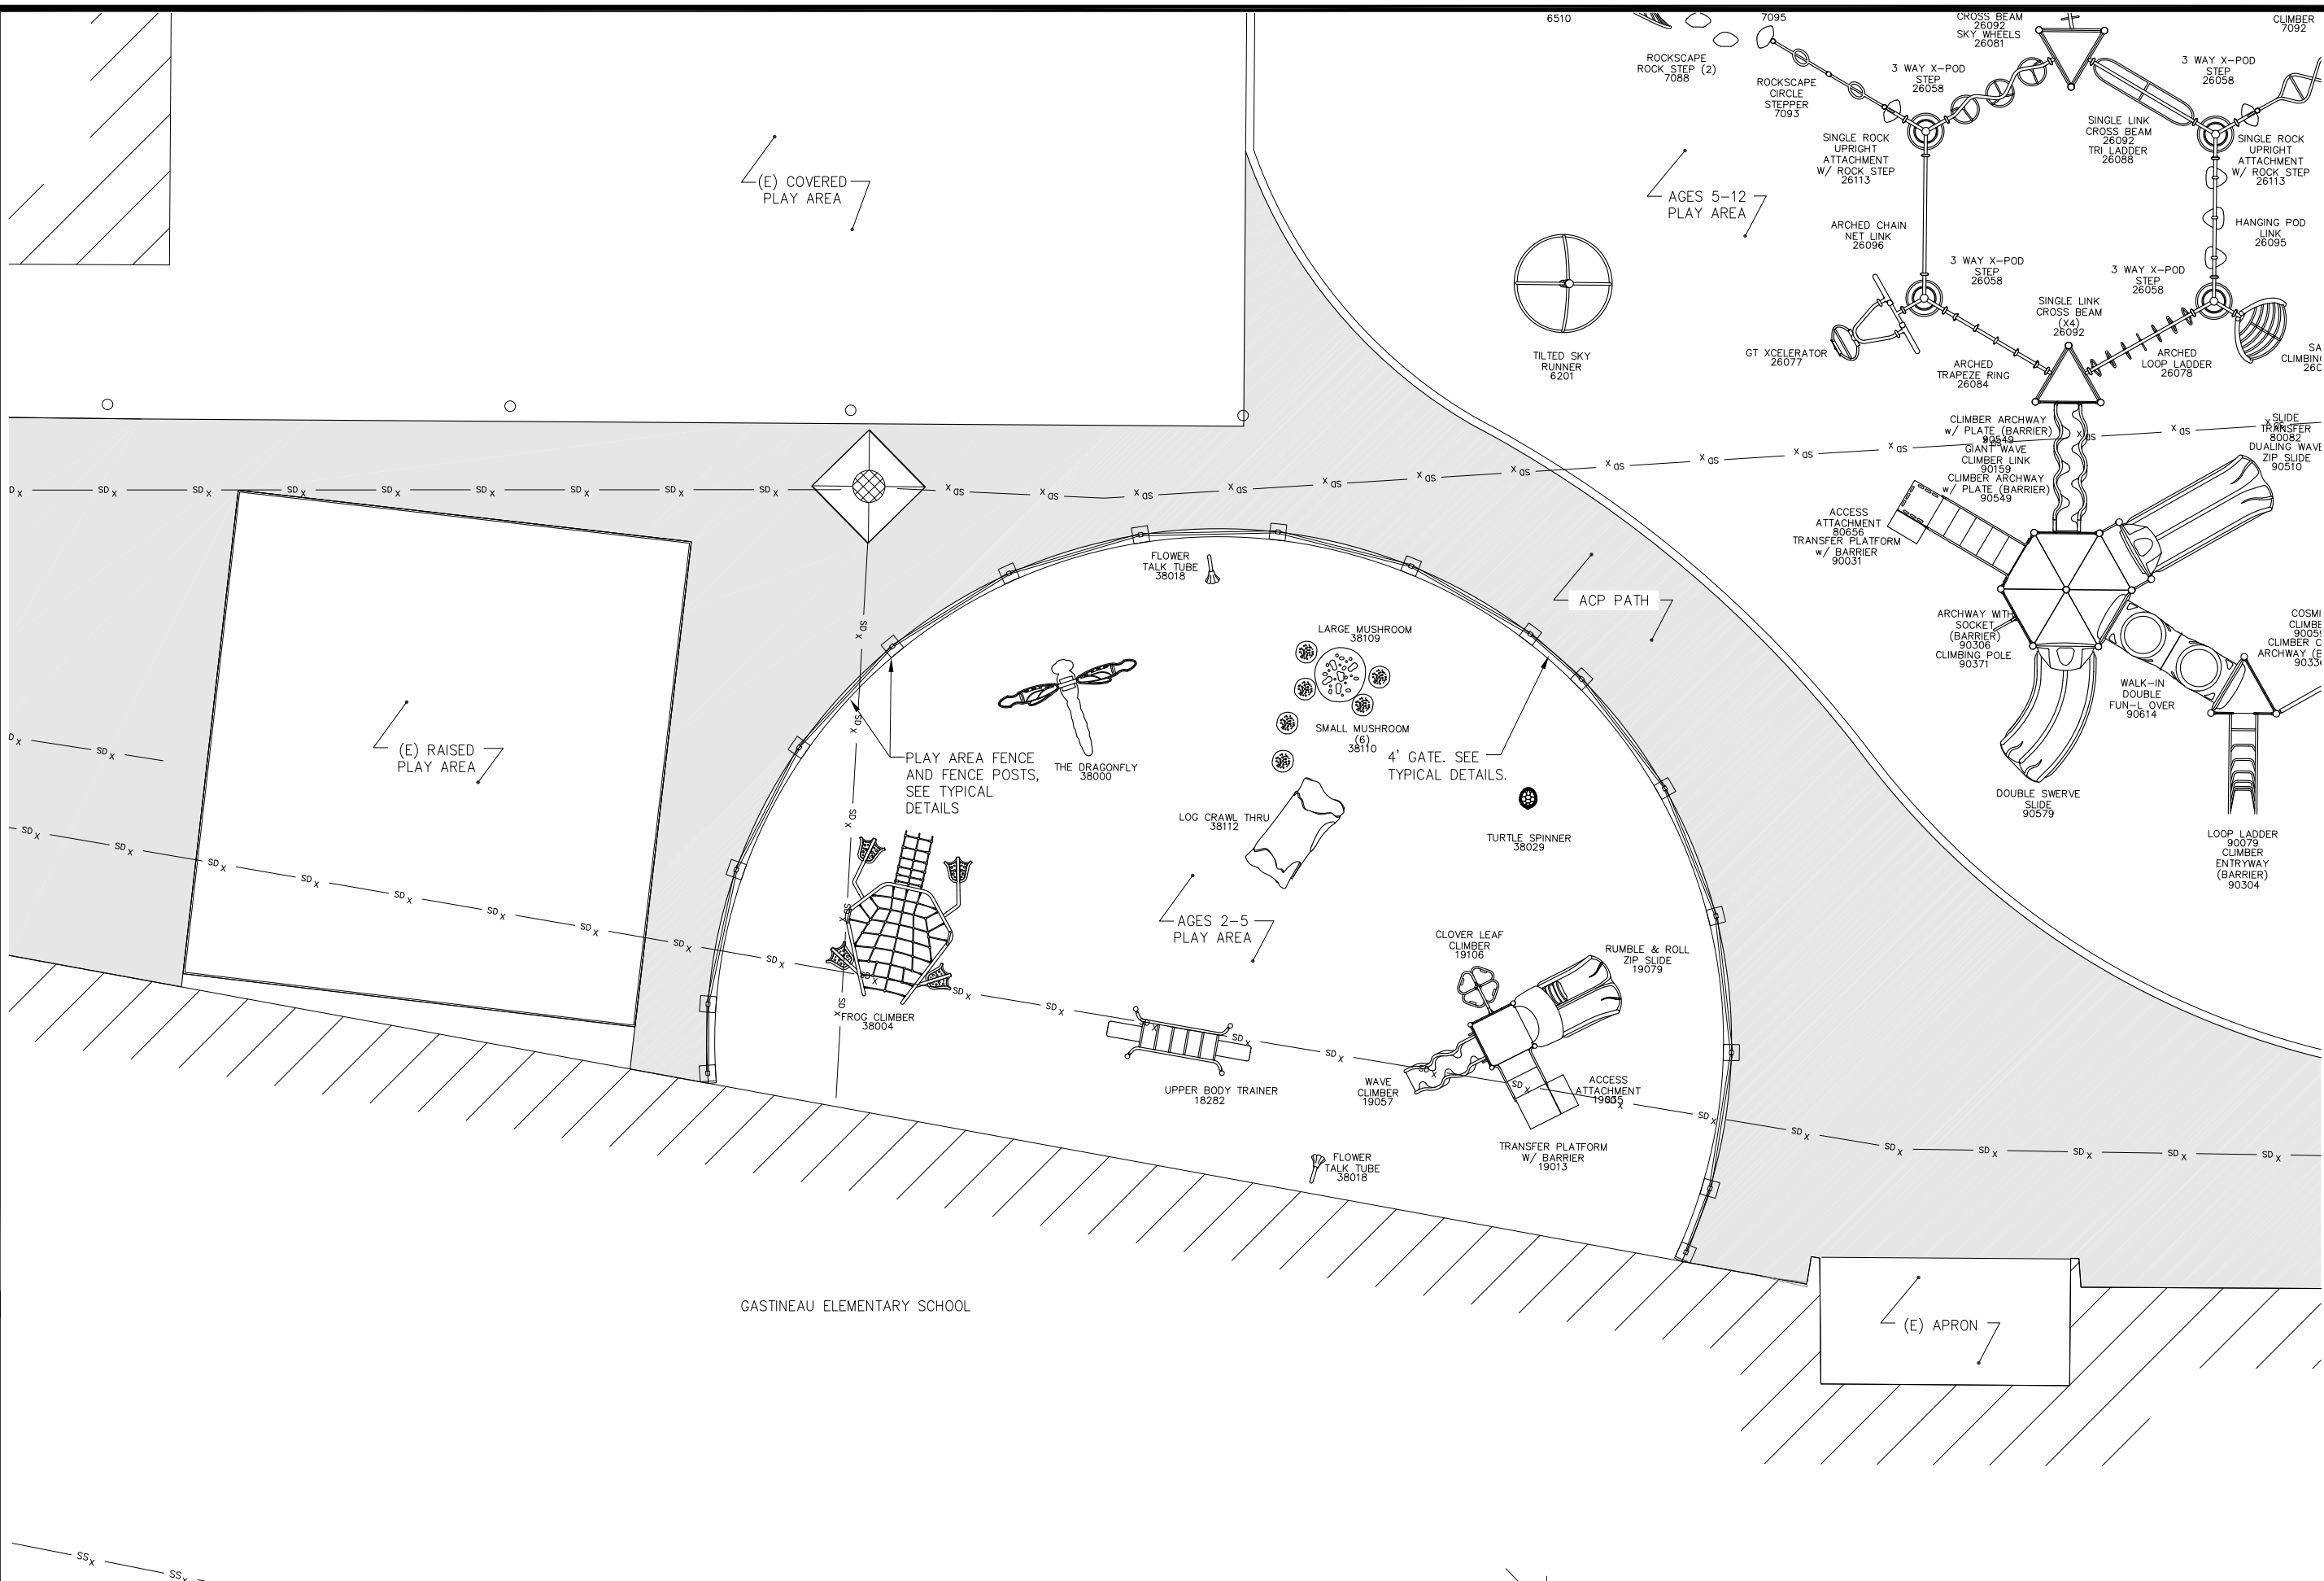 6510
7095
CROSS BEAM
26092
SKY WHEELS
26081
CLIMBER
7092
ROCKSCAPE
ROCK STEP (2)
7088
ROCKSCAPE
CIRCLE
STEPPER
7093
3 WAY X-POD
STEP
26058
3 WAY X-POD
STEP
26058
SINGLE ROCK
UPRIGHT
ATTACHMENT
W/ ROCK STEP
26113
SINGLE LINK
CROSS BEAM
26092
TRI LADDER
26088
SINGLE ROCK
UPRIGHT
ATTACHMENT
W/ ROCK STEP
26113
(E) COVERED
PLAY AREA
AGES 5-12
PLAY AREA
ARCHED CHAIN
NET LINK
26096
HANGING POD
LINK
26095
3 WAY X-POD
STEP
26058
3 WAY X-POD
STEP
26058
SINGLE LINK
CROSS BEAM
(X4)
26092
TILTED SKY
RUNNER
6201
GT XCELERATOR
26077
ARCHED
TRAPEZE RING
26084
ARCHED
LOOP LADDER
26078
SA
CLIMBIN
CLIMBER ARCHWAY
w/ PLATE (BARRIER)
90549
GIANT WAVE
CLIMBER LINK
90159
CLIMBER ARCHWAY
w/ PLATE (BARRIER)
90549
SLIDE
TRANSFER
80082
DUALING WAVE
ZIP SLIDE
90510
ACCESS
ATTACHMENT
80656
TRANSFER PLATFORM
w/ BARRIER
90031
FLOWER
TALK TUBE
38018
ACP PATH
ARCHWAY WITH
SOCKET
(BARRIER)
90306
CLIMBING POLE
90371
COSMI
CLIMBE
9005
CLIMBER C
ARCHWAY (B
9033
LARGE MUSHROOM
38109
WALK-IN
DOUBLE
FUN-L OVER
90614
SMALL MUSHROOM
(6)
38110
(E) RAISED
PLAY AREA
PLAY AREA FENCE
AND FENCE POSTS,
SEE TYPICAL
DETAILS
THE DRAGONFLY
38000
4' GATE. SEE
TYPICAL DETAILS.
DOUBLE SWERVE
SLIDE
90579
LOG CRAWL THRU
38112
TURTLE SPINNER
38029
LOOP LADDER
90079
CLIMBER
ENTRYWAY
(BARRIER)
90304
AGES 2-5
PLAY AREA
CLOVER LEAF
CLIMBER
19106
RUMBLE & ROLL
ZIP SLIDE
19079
FROG CLIMBER
38004
UPPER BODY TRAINER
18282
WAVE
CLIMBER
19057
ACCESS
ATTACHMENT
TRANSFER PLATFORM
W/ BARRIER
19013
FLOWER
TALK TUBE
38018
GASTINEAU ELEMENTARY SCHOOL
(E) APRON
SD X
SS X
SS X